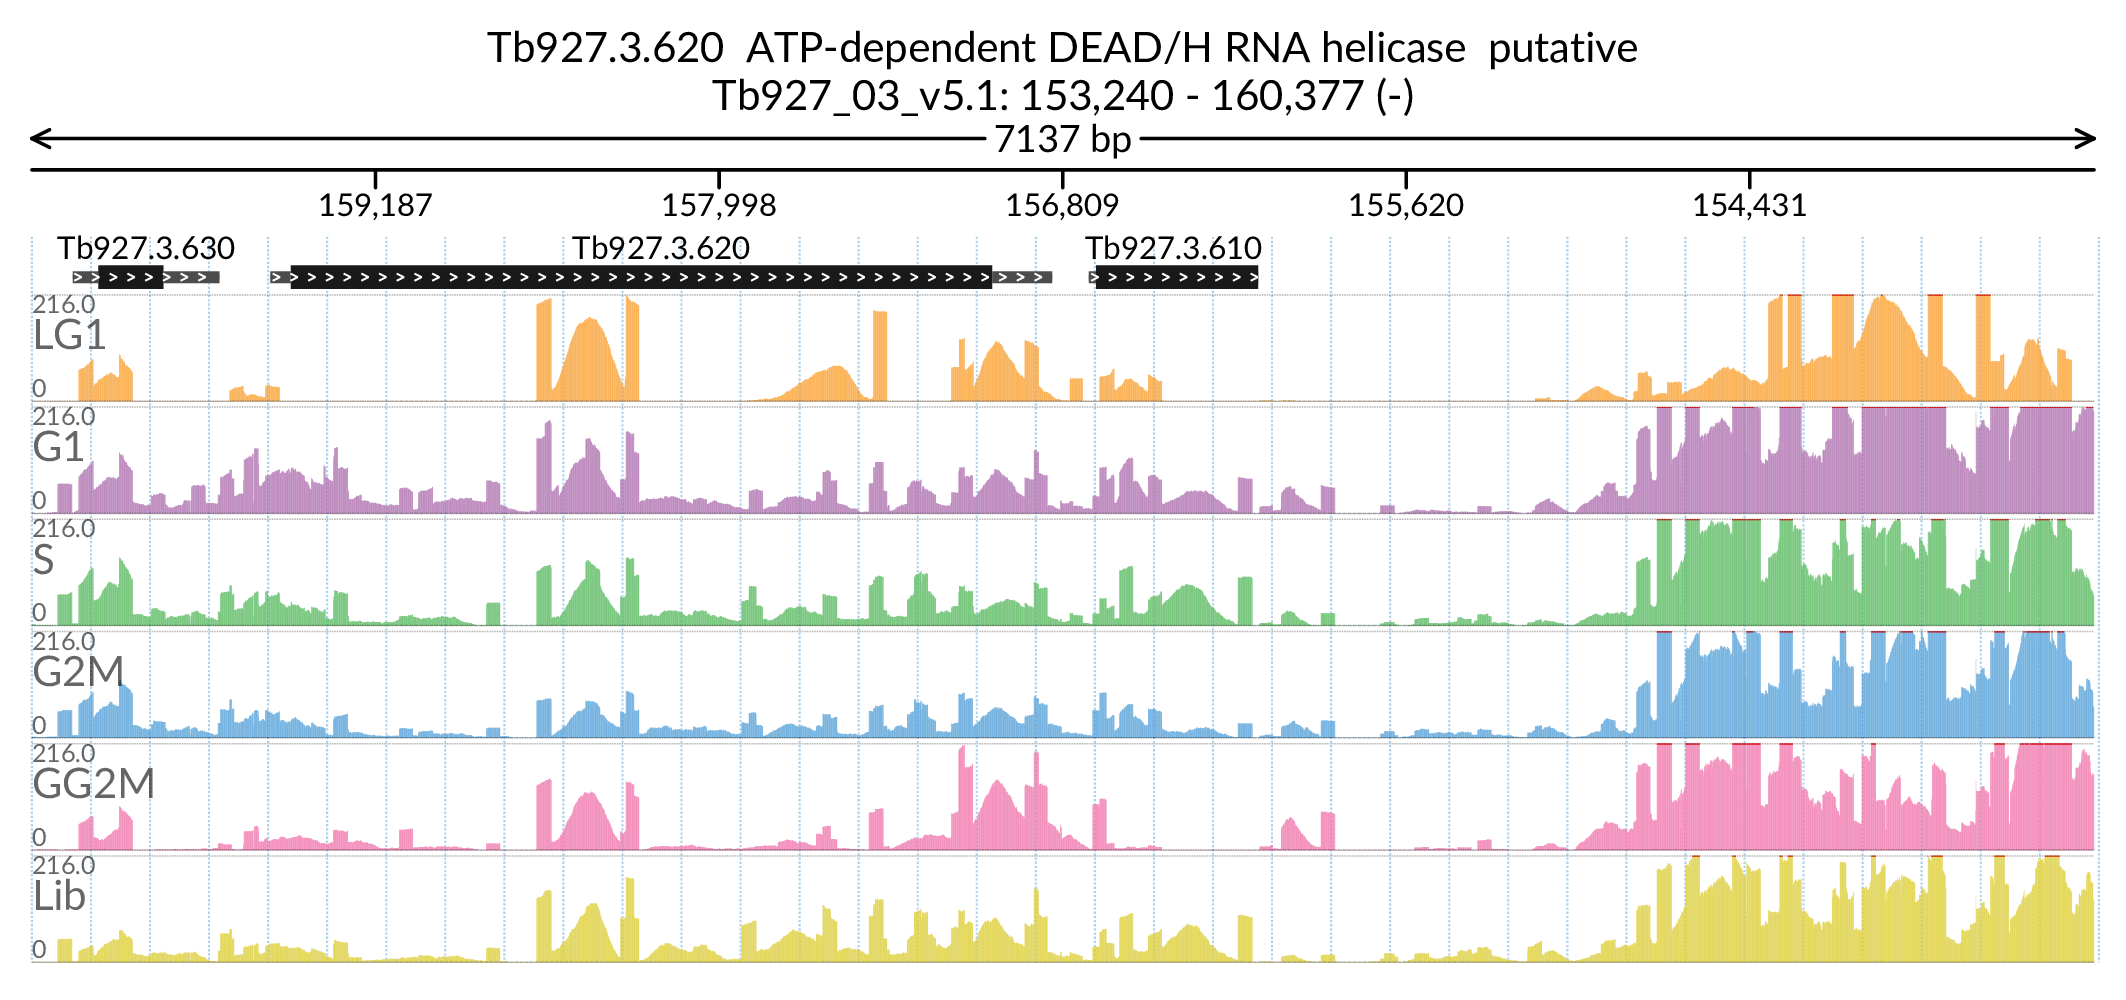 Tb927.3.620  ATP-dependent DEAD/H RNA helicase  putative
Tb927_03_v5.1: 153,240 - 160,377 (-)
7137 bp
159,187 157,998 156,809 155,620 154,431
Tb927.3.630 Tb927.3.620 Tb927.3.610
216.0
LG1
0
216.0
G1
0
216.0
S
0
216.0
G2M
0
216.0
GG2M
0
216.0
Lib
0